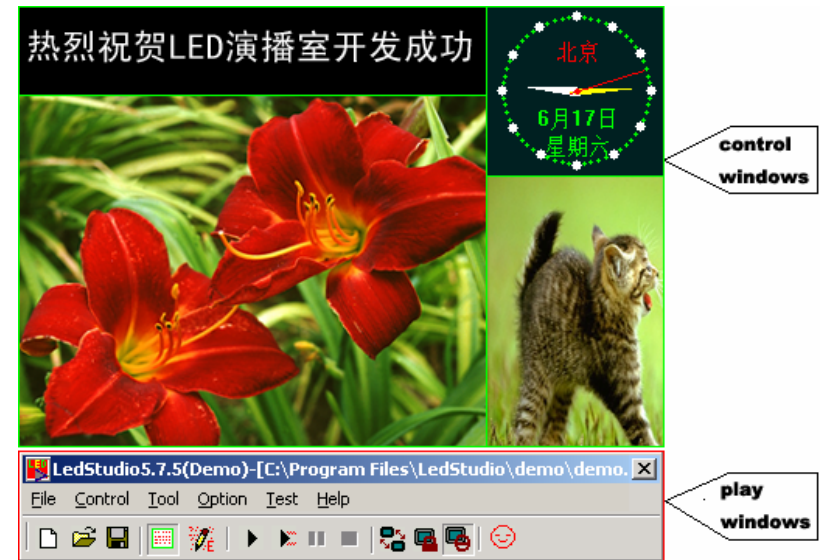 热烈祝贺LED演播室开发成功
北京
6月17日
星期六
control
windows
LED
LedStudio5.7.5(Demo)-[C:\Program Files\LedStudio\demo\demo.
File Control Tool Option Test Help
E
play
windows